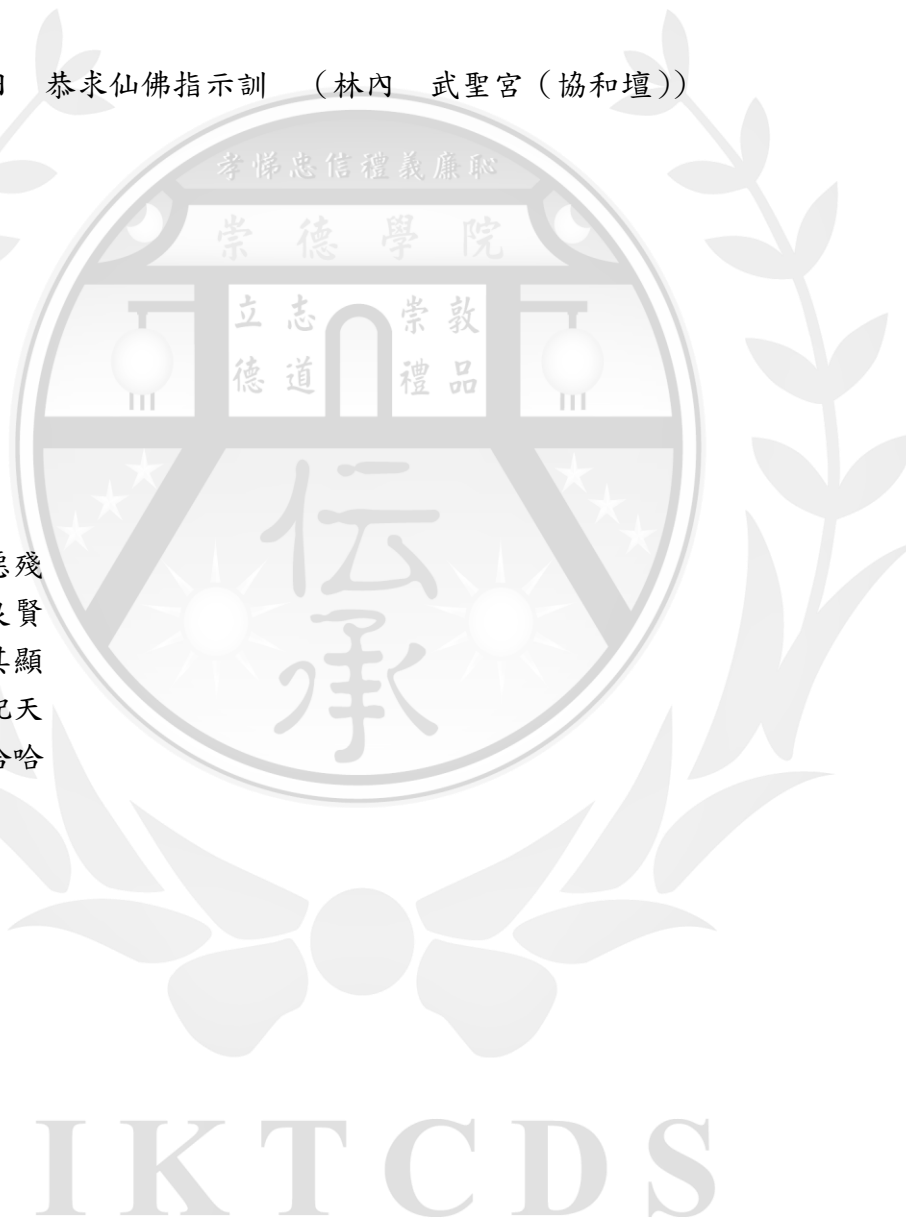 恭求仙佛指示訓　（林內　武聖宮（協和壇））
孝悌忠信禮義廉恥
崇德學院
立志 崇敦
德道 禮品
伝承
殘
賢
顯
天
哈
IKTCDS